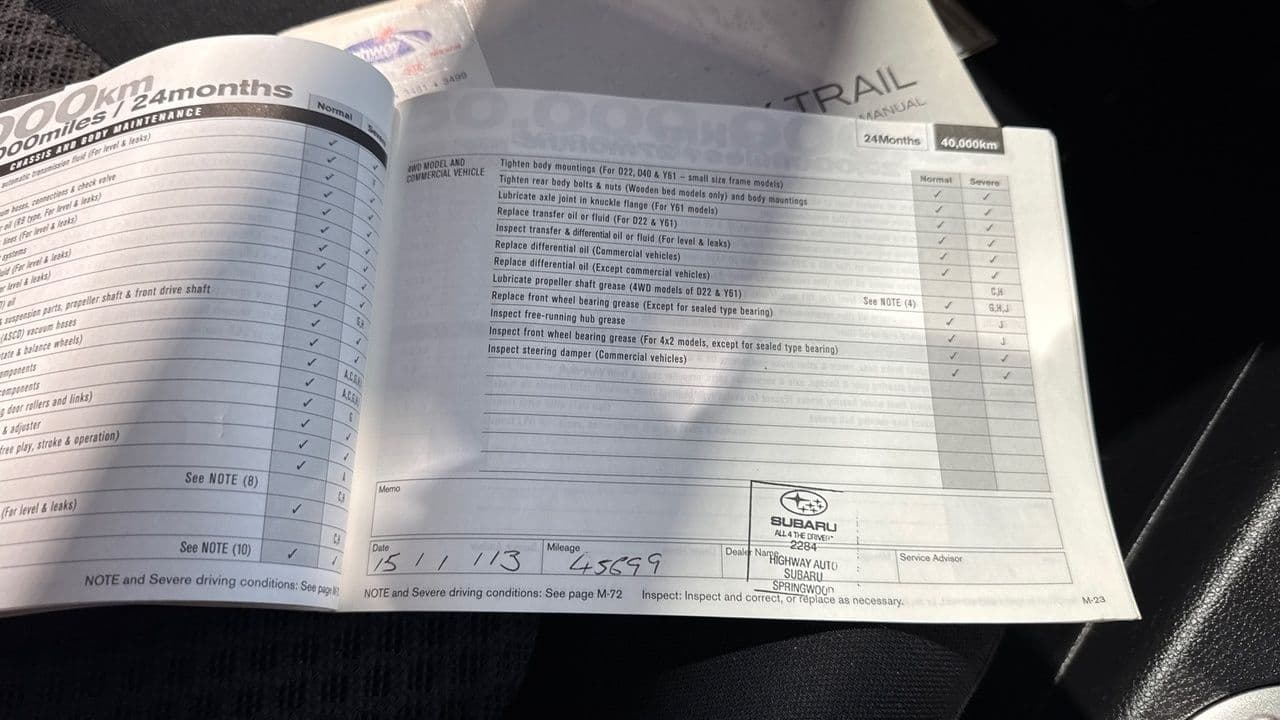 24months
CHASSIS AND BODY MAINTENANCE
Normal
automatic transmission fluid (For level & leaks)
hoses, connections & check valve
oil (RB type, For level & leaks)
lines (For level & leaks)
systems
(For level & leaks)
suspension parts, propeller shaft & front drive shaft
(ASCD) vacuum hoses
& balance wheels)
door rollers and links)
& adjuster
play, stroke & operation)
See NOTE (8)
(For level & leaks)
See NOTE (10)
NOTE and Severe driving conditions: See page
TRAIL
MANUAL
24Months
40,000km
4WD MODEL AND
COMMERCIAL VEHICLE
Normal Severe
Tighten body mountings (For D22, D40 & Y61 – small size frame models) ✓ ✓
Tighten rear body bolts & nuts (Wooden bed models only) and body mountings ✓ ✓
Lubricate axle joint in knuckle flange (For Y61 models) ✓ ✓
Replace transfer oil or fluid (For D22 & Y61) ✓ ✓
Inspect transfer & differential oil or fluid (For level & leaks) ✓ ✓
Replace differential oil (Commercial vehicles) ✓ ✓
Replace differential oil (Except commercial vehicles) C,H
Lubricate propeller shaft grease (4WD models of D22 & Y61) See NOTE (4) ✓ G,H,J
Replace front wheel bearing grease (Except for sealed type bearing) ✓ J
Inspect free-running hub grease ✓ J
Inspect front wheel bearing grease (For 4x2 models, except for sealed type bearing) ✓ ✓
Inspect steering damper (Commercial vehicles) ✓ ✓
Memo
SUBARU
ALL 4 THE DRIVER
2284
HIGHWAY AUTO
SUBARU
SPRINGWOOD
Date
15 / 1 / 13
Mileage
45699
Dealer Name
Service Advisor
NOTE and Severe driving conditions: See page M-72 Inspect: Inspect and correct, or replace as necessary.
M-23